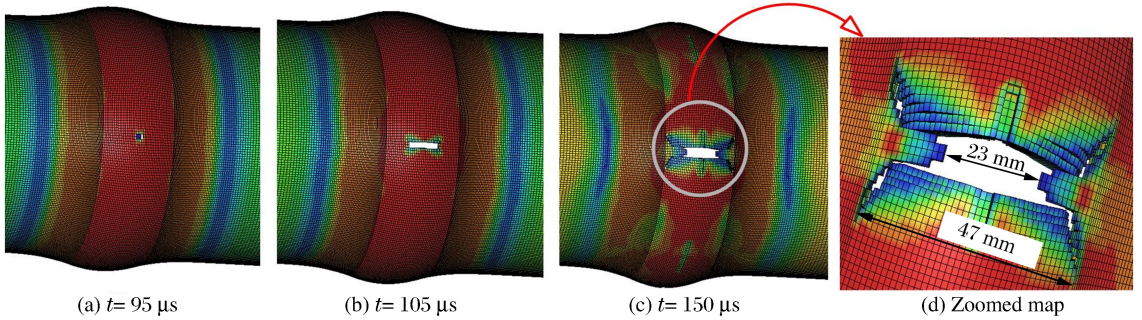 23 mm
47 mm
(a) t= 95 μs
(b) t= 105 μs
(c) t= 150 μs
(d) Zoomed map